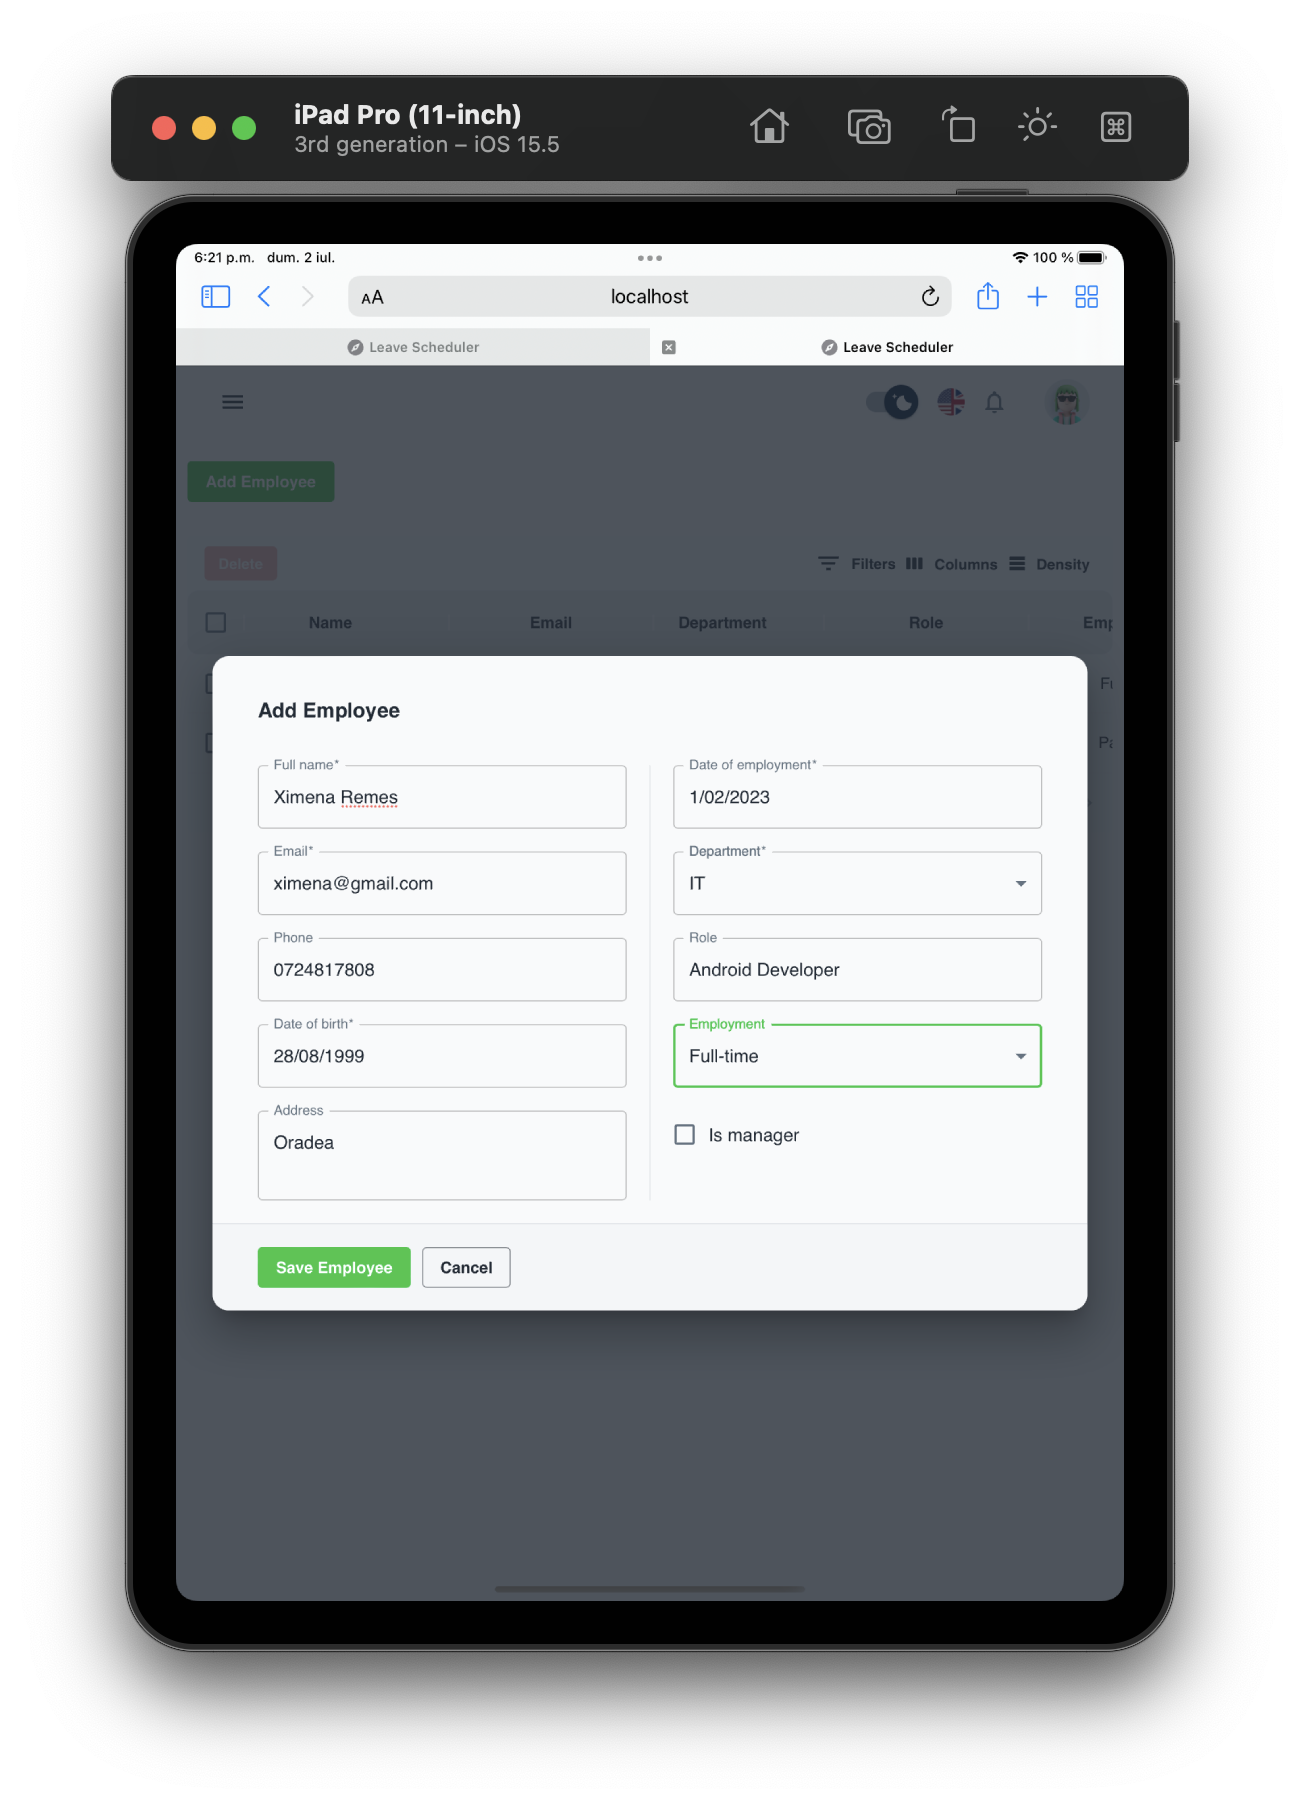 iPad Pro (11-inch)
3rd generation – iOS 15.5
6:21 p.m. dum. 2 iul.
100 %
AA
localhost
Leave Scheduler
Leave Scheduler
Add Employee
Delete
Filters
Columns
Density
Name
Email
Department
Role
Emp
Add Employee
Full name*
Ximena Remes
Email*
ximena@gmail.com
Phone
0724817808
Date of birth*
28/08/1999
Address
Oradea
Date of employment*
1/02/2023
Department*
IT
Role
Android Developer
Employment
Full-time
Is manager
Save Employee
Cancel